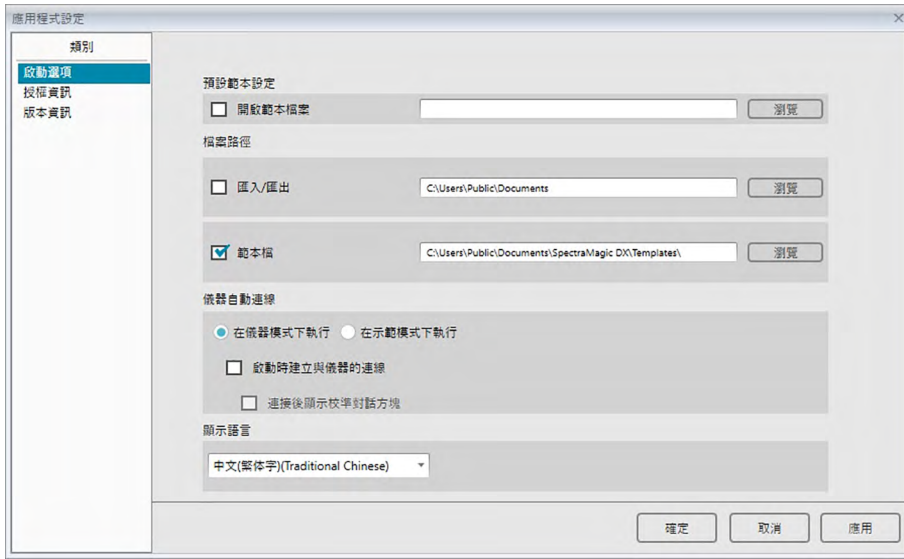 應用程式設定
類別
啟動選項
授權資訊
版本資訊
預設範本設定
開啟範本檔案
瀏覽
檔案路徑
匯入/匯出
C:\Users\Public\Documents
瀏覽
範本檔
C:\Users\Public\Documents\SpectraMagic DX\Templates\
瀏覽
儀器自動連線
在儀器模式下執行 在示範模式下執行
啟動時建立與儀器的連線
連接後顯示校準對話方塊
顯示語言
中文(繁体字)(Traditional Chinese)
確定 取消 應用